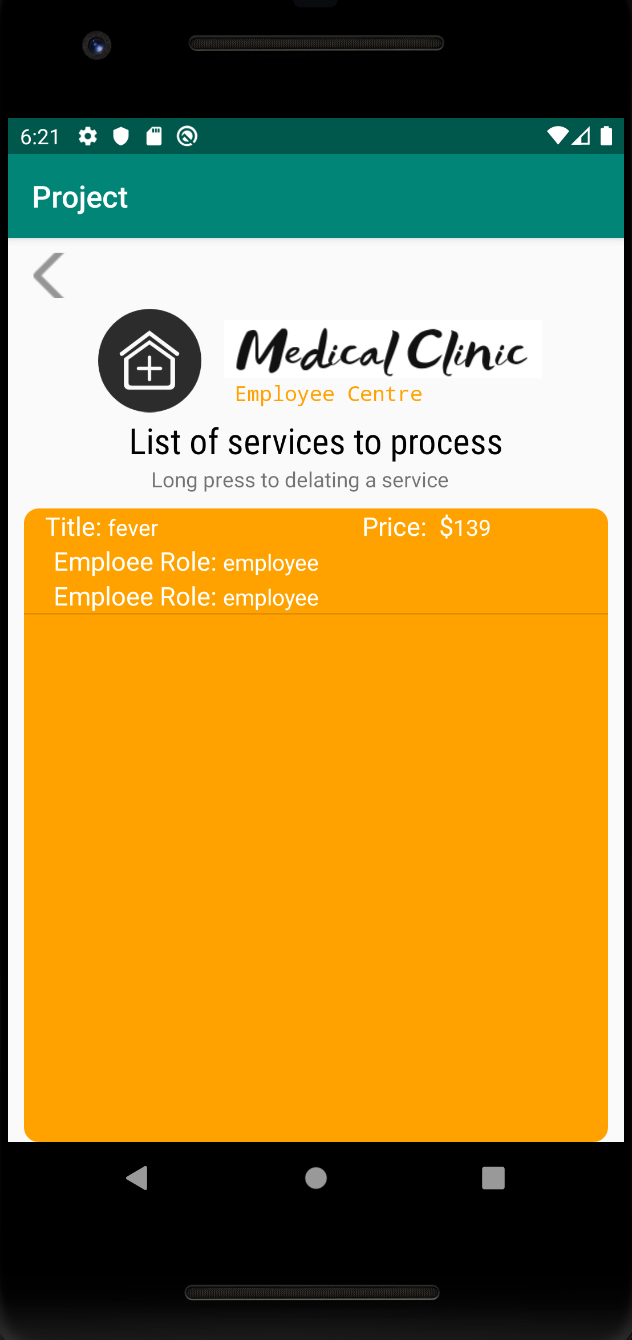 6:21
Project
Medical Clinic
Employee Centre
List of services to process
Long press to delating a service
Title: fever Price: $139
Emploee Role: employee
Emploee Role: employee